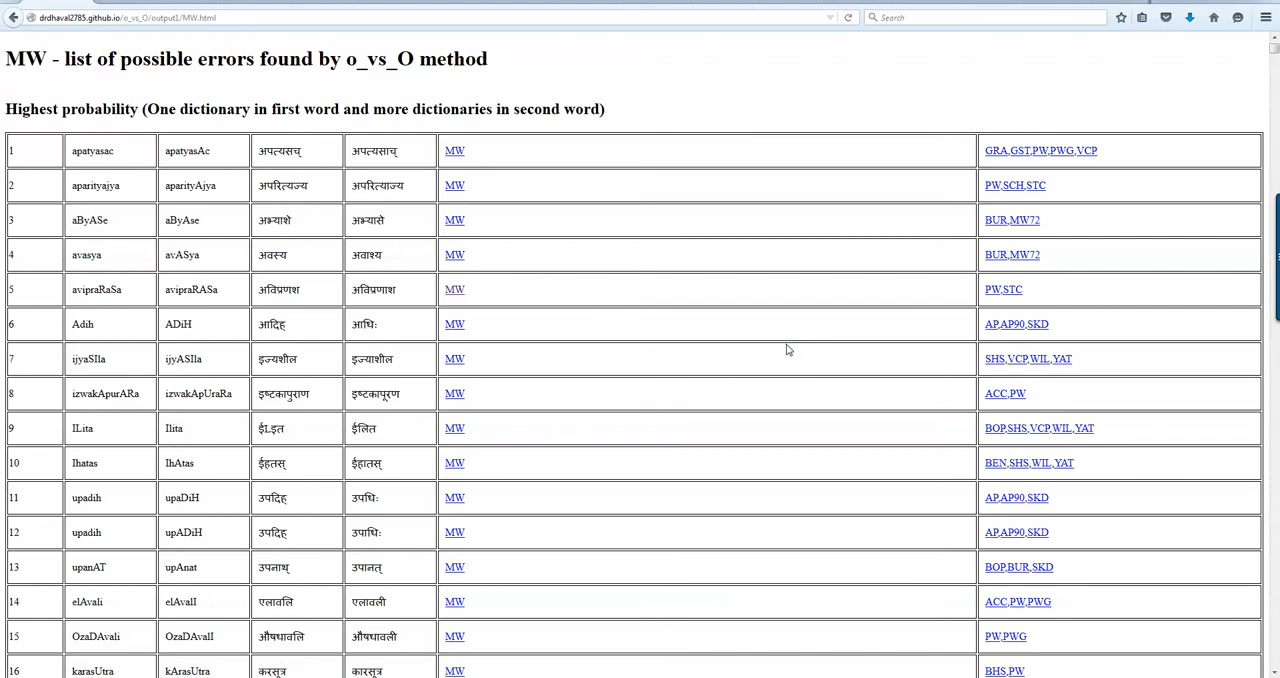 drdhaval2785.github.io/o_vs_O/output1/MW.html Search
MW - list of possible errors found by o_vs_O method
Highest probability (One dictionary in first word and more dictionaries in second word)
1 apatyasac apatyasAc अपत्यसच् अपत्यसाच् MW GRA,GST,PW,PWG,VCP
2 aparityajya aparityAjya अपरित्यज्य अपरित्याज्य MW PW,SCH,STC
3 aByASe aByAse अभ्याशे अभ्यासे MW BUR,MW72
4 avasya avASya अवस्य अवाश्य MW BUR,MW72
5 avipraRaSa avipraRASa अविप्रणश अविप्रणाश MW PW,STC
6 Adih ADiH आदिह् आधिः MW AP,AP90,SKD
7 ijyaSIla ijyASIla इज्यशील इज्याशील MW SHS,VCP,WIL,YAT
8 izwakApurARa izwakApUraRa इष्टकापुराण इष्टकापूरण MW ACC,PW
9 ILita Ilita ईLइत ईलित MW BOP,SHS,VCP,WIL,YAT
10 Ihatas IhAtas ईहतस् ईहातस् MW BEN,SHS,WIL,YAT
11 upadih upaDiH उपदिह् उपधिः MW AP,AP90,SKD
12 upadih upADiH उपदिह् उपाधिः MW AP,AP90,SKD
13 upanAT upAnat उपनाथ् उपानत् MW BOP,BUR,SKD
14 elAvali elAvalI एलावलि एलावली MW ACC,PW,PWG
15 OzaDAvali OzaDAvalI औषधावलि औषधावली MW PW,PWG
16 karasUtra kArasUtra करसूत्र कारसूत्र MW BHS,PW